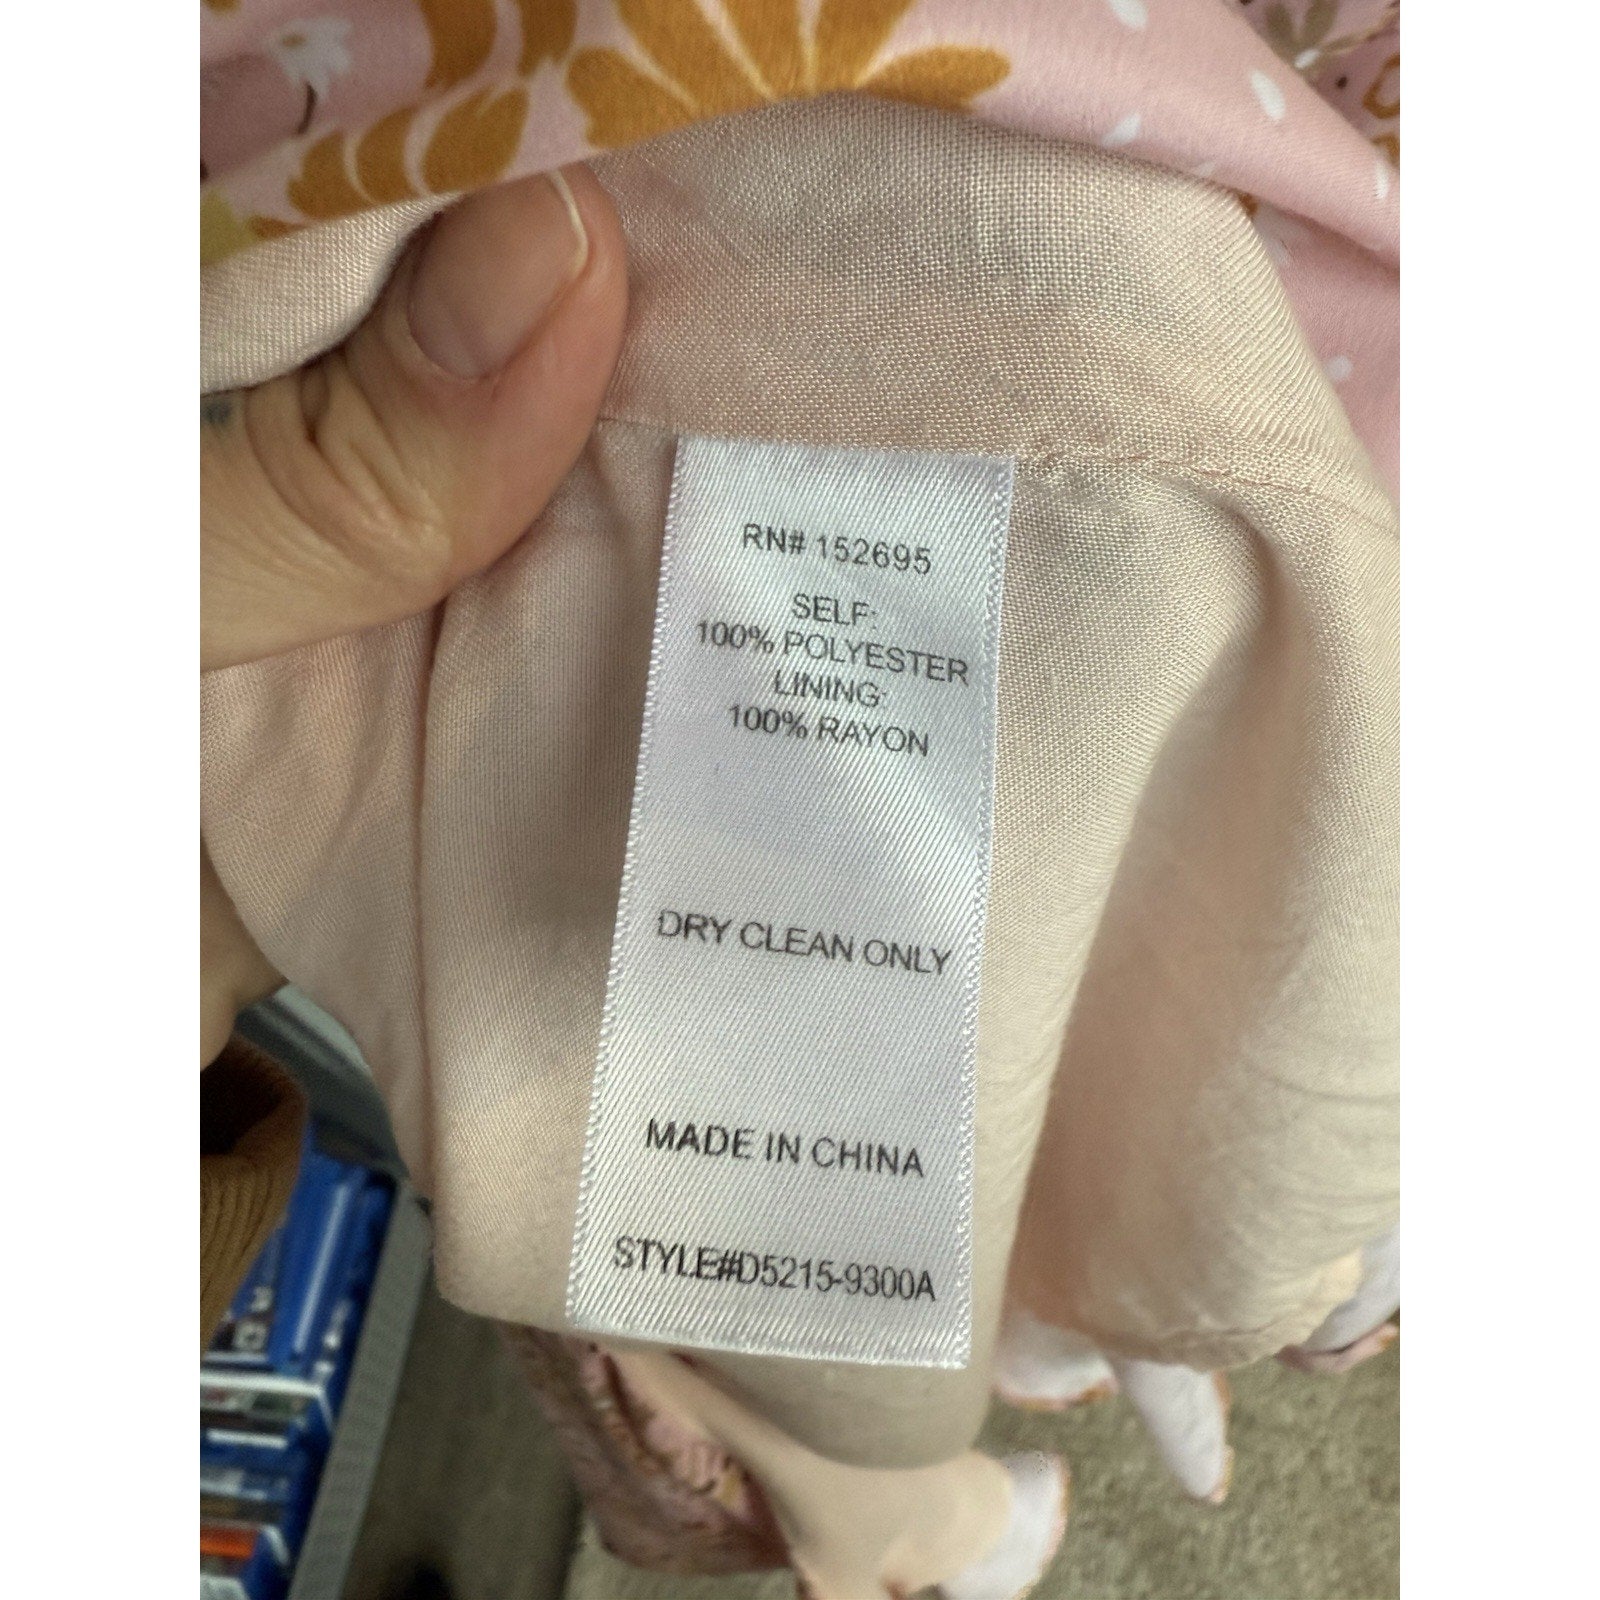 RN# 152695
SELF:
100% POLYESTER
LINING:
100% RAYON
DRY CLEAN ONLY
MADE IN CHINA
STYLE#D5215-9300A